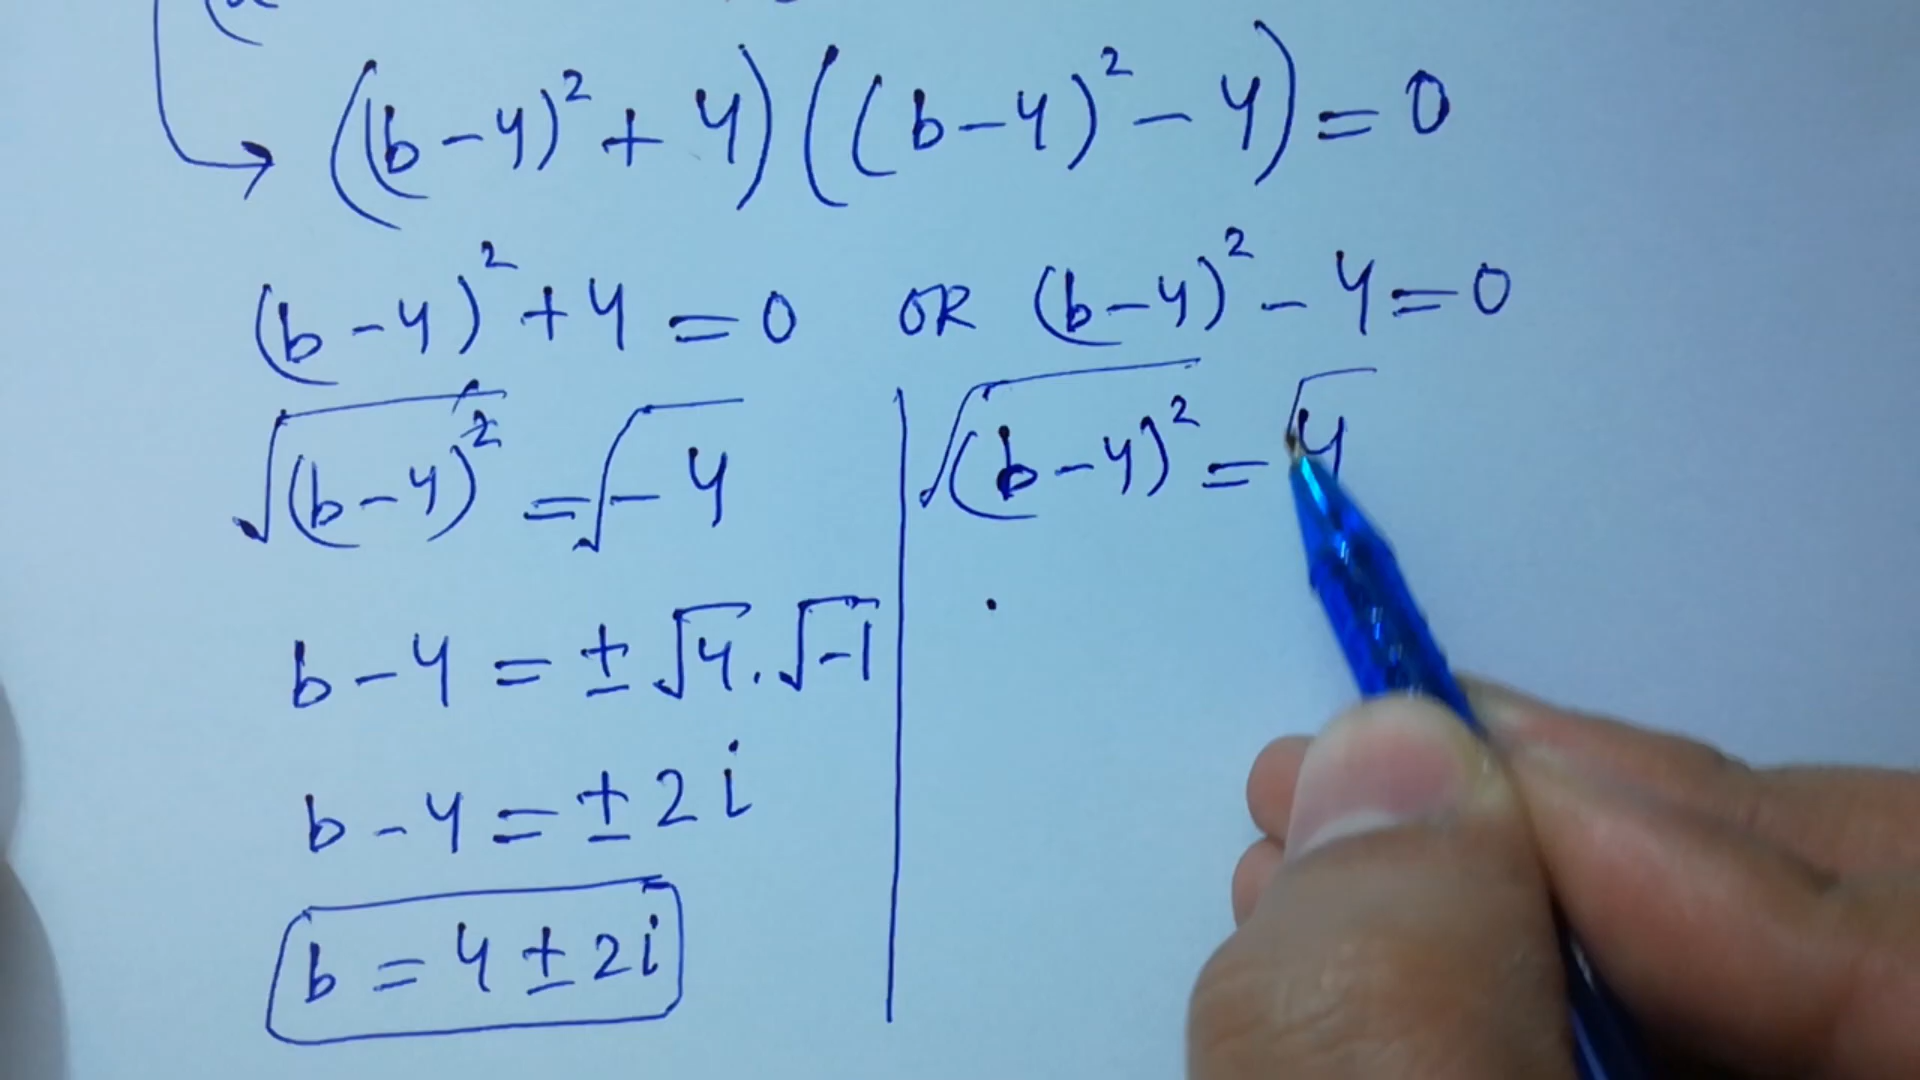 ((b-4)²+4)((b-4)²-4)=0
(b-4)²+4=0 OR (b-4)²-4=0
√(b-4)²=√-4
√(b-4)²=√4
b-4=±√4.√-1
b-4=±2i
b=4±2i